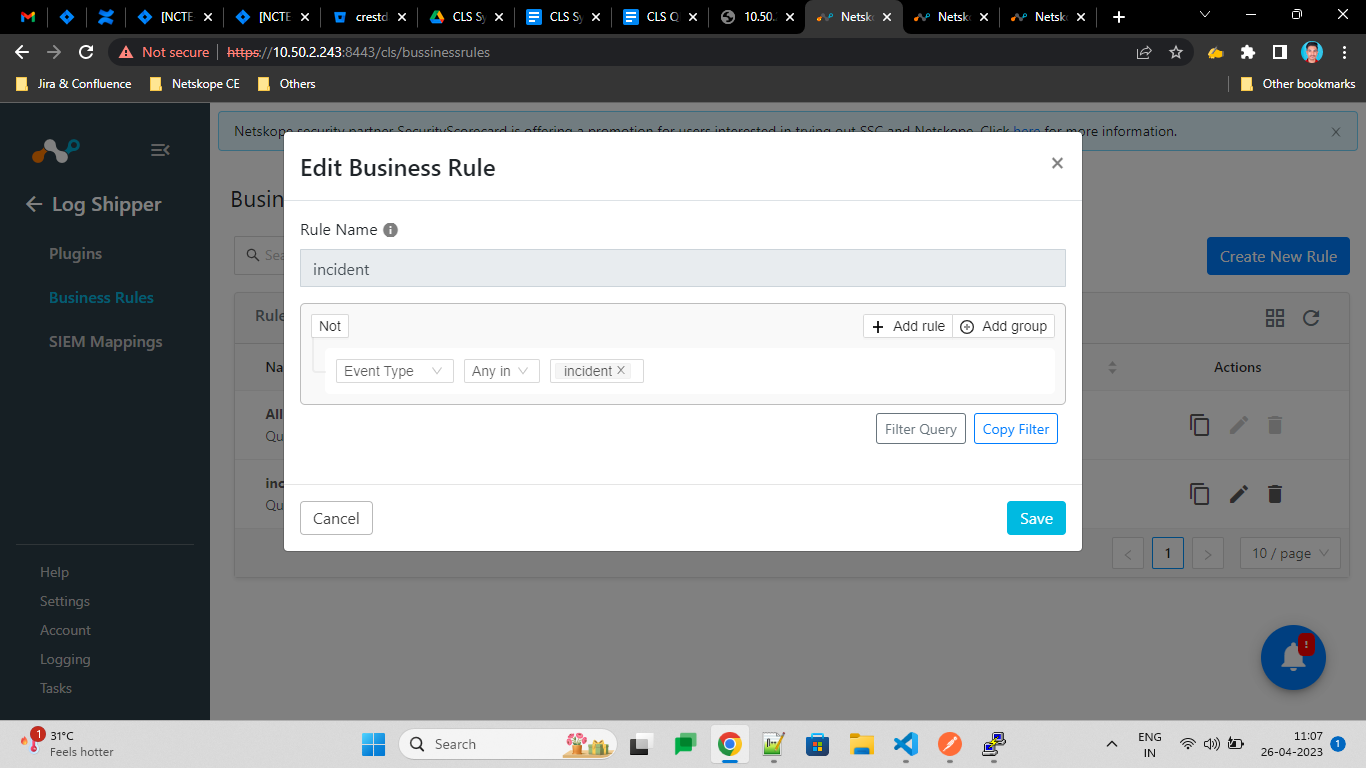 [NCTE
[NCTE
crestd
CLS Sy
CLS Sy
CLS Q
10.50.
Netsk
Netsk
Netsk
Not secure
https://10.50.2.243:8443/cls/bussinessrules
Jira & Confluence
Netskope CE
Others
Other bookmarks
Netskope security partner SecurityScorecard is offering a promotion for users interested in trying out SSC and Netskope. Click here for more information.
Log Shipper
Plugins
Business Rules
SIEM Mappings
Help
Settings
Account
Logging
Tasks
Busin
Sea
Create New Rule
Rule
Na
Actions
All
Qu
inc
Qu
1
10 / page
Edit Business Rule
Rule Name
incident
Not
Add rule
Add group
Event Type
Any in
incident
Filter Query
Copy Filter
Cancel
Save
1
31°C
Feels hotter
Search
ENG
IN
11:07
26-04-2023
1